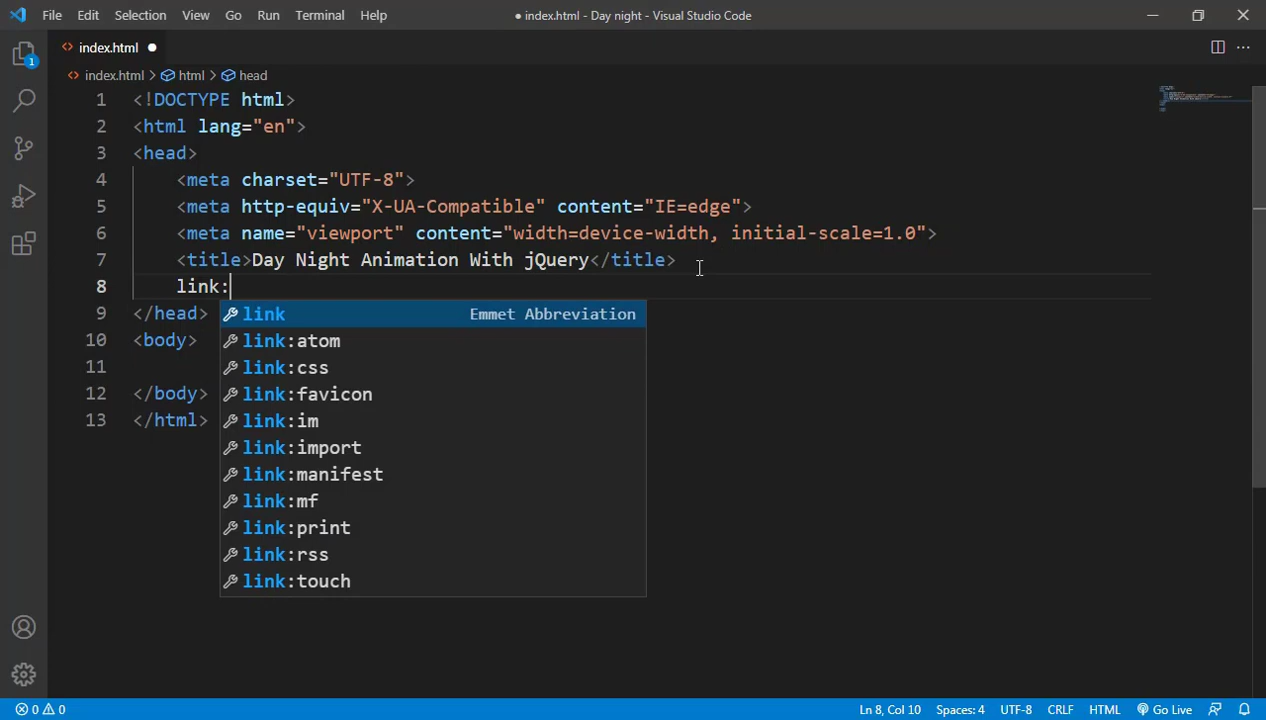 File Edit Selection View Go Run Terminal Help ● index.html - Day night - Visual Studio Code
index.html ●
index.html > html > head
1 <!DOCTYPE html>
2 <html lang="en">
3 <head>
4 <meta charset="UTF-8">
5 <meta http-equiv="X-UA-Compatible" content="IE=edge">
6 <meta name="viewport" content="width=device-width, initial-scale=1.0">
7 <title>Day Night Animation With jQuery</title>
8 link:
9 </head>
10 <body>
11
12 </body>
13 </html>
link Emmet Abbreviation
link:atom
link:css
link:favicon
link:im
link:import
link:manifest
link:mf
link:print
link:rss
link:touch
1
0 0 Ln 8, Col 10 Spaces: 4 UTF-8 CRLF HTML Go Live